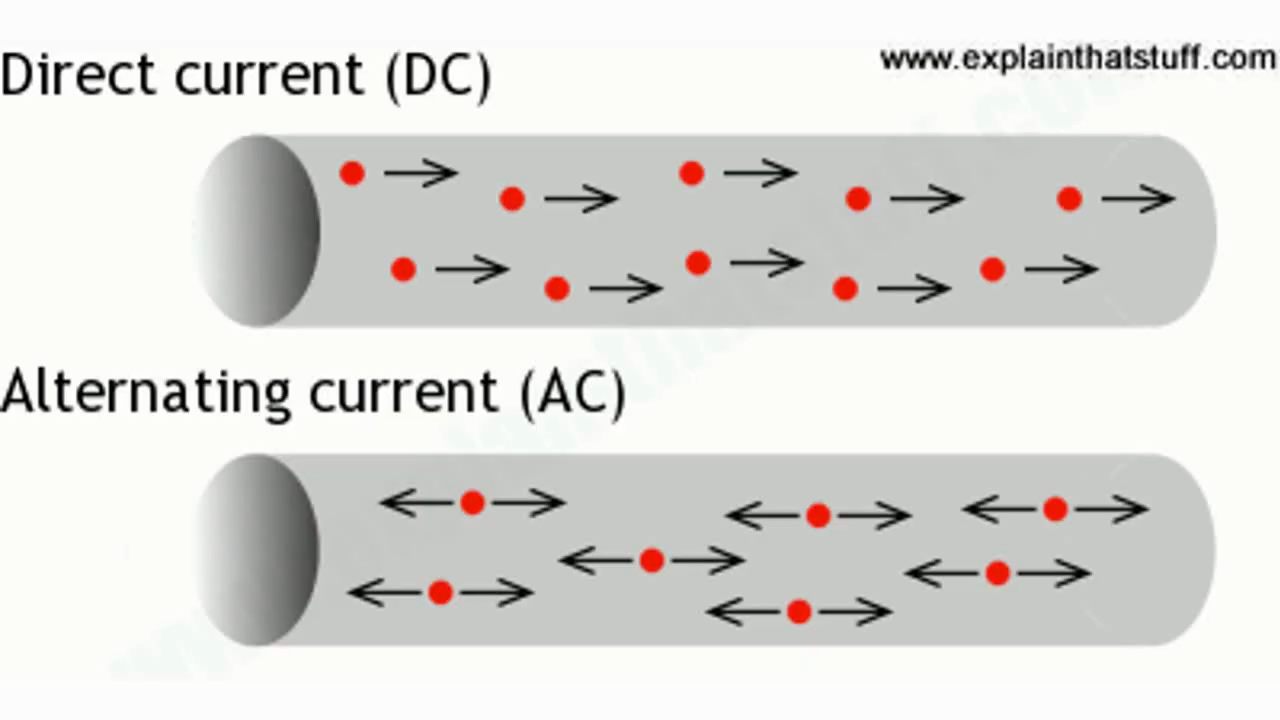 Direct current (DC)
www.explainthatstuff.com
Alternating current (AC)